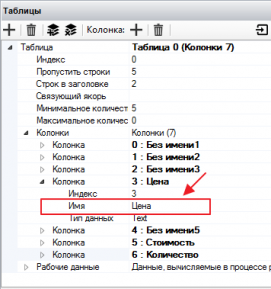 Таблицы
Колонка:
Таблица Таблица 0 (Колонки 7)
Индекс 0
Пропустить строки 5
Строк в заголовке 2
Связующий якорь
Минимальное количест 5
Максимальное количес 0
Колонки Колонки (7)
Колонка 0 : Без имени1
Колонка 1 : Без имени2
Колонка 2 : Без имени3
Колонка 3 : Цена
Индекс 3
Имя Цена
Тип данных Text
Колонка 4 : Без имени5
Колонка 5 : Стоимость
Колонка 6 : Количество
Рабочие данные Данные, вычисляемые в процессе р